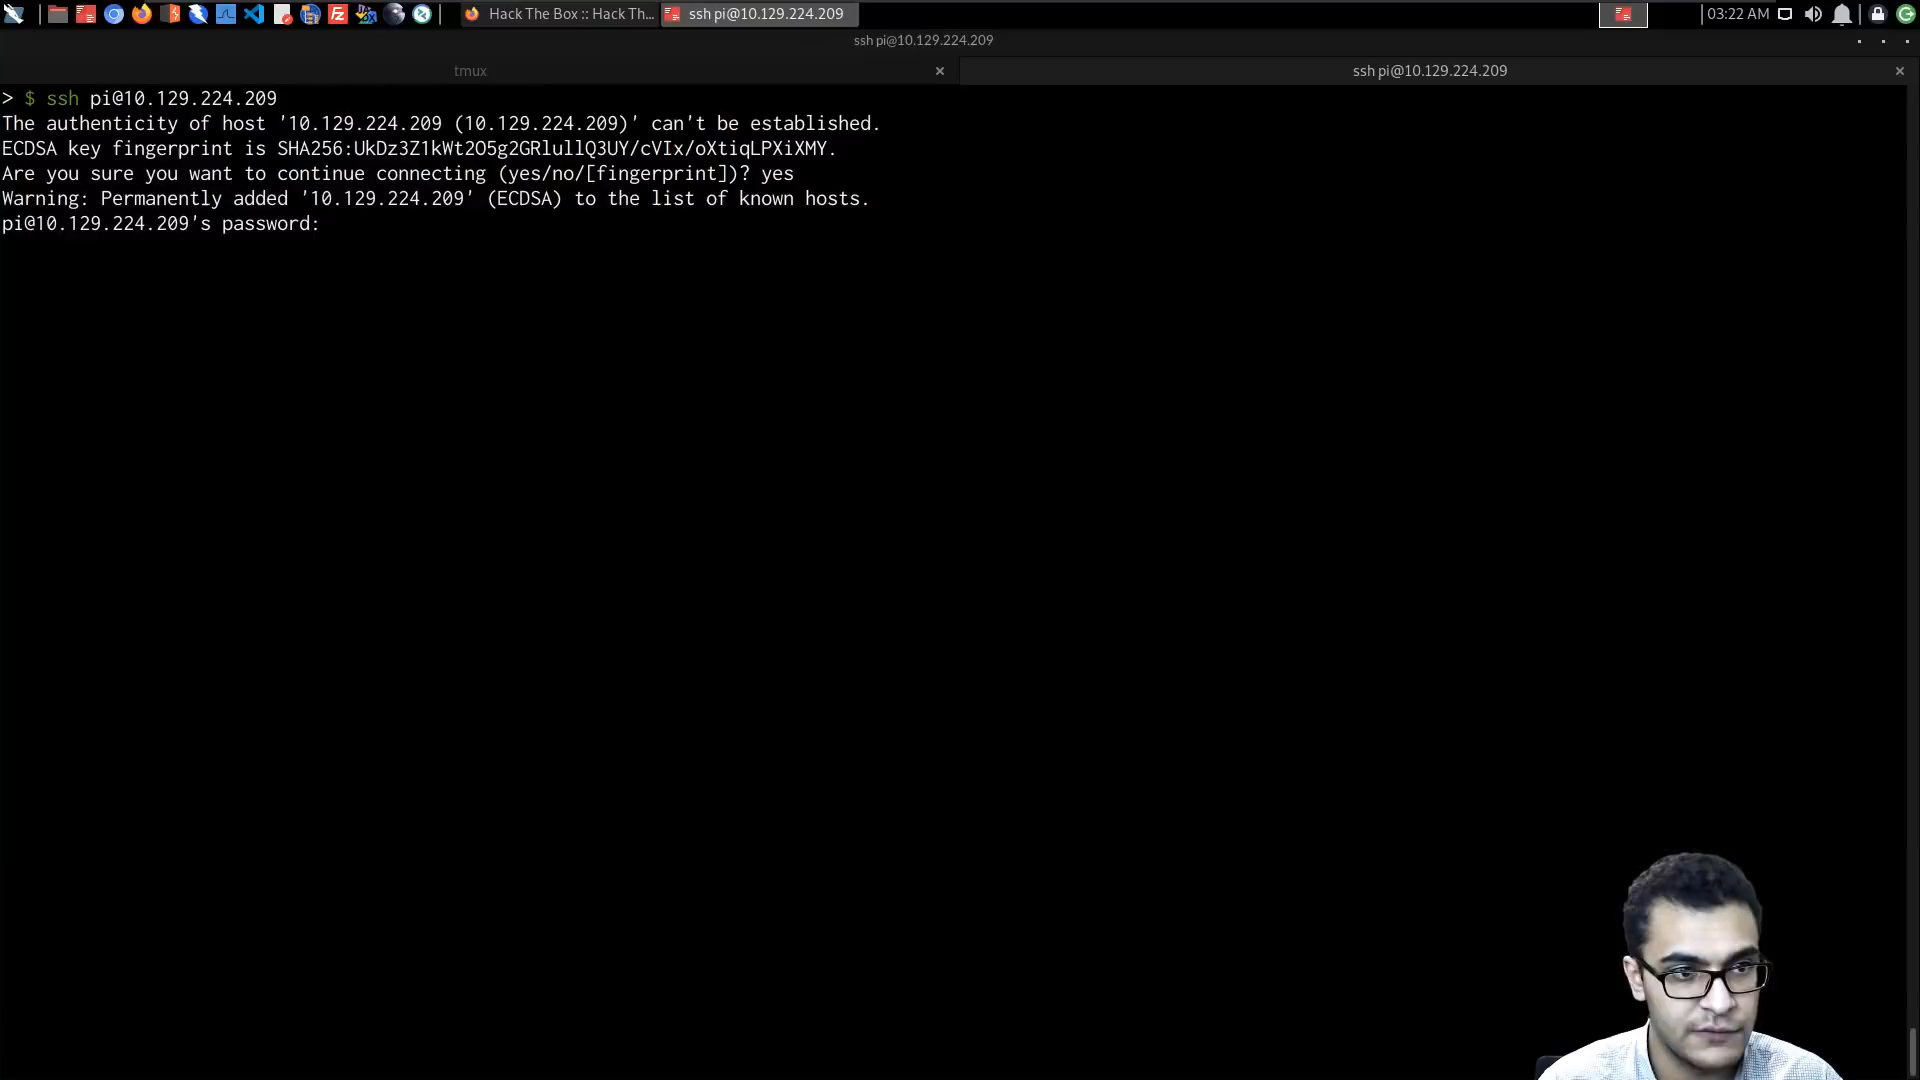 Hack The Box :: Hack Th...
ssh pi@10.129.224.209
03:22 AM
ssh pi@10.129.224.209
tmux
ssh pi@10.129.224.209
> $ ssh pi@10.129.224.209
The authenticity of host '10.129.224.209 (10.129.224.209)' can't be established.
ECDSA key fingerprint is SHA256:UkDz3Z1kWt2O5g2GRlullQ3UY/cVIx/oXtiqLPXiXMY.
Are you sure you want to continue connecting (yes/no/[fingerprint])? yes
Warning: Permanently added '10.129.224.209' (ECDSA) to the list of known hosts.
pi@10.129.224.209's password: